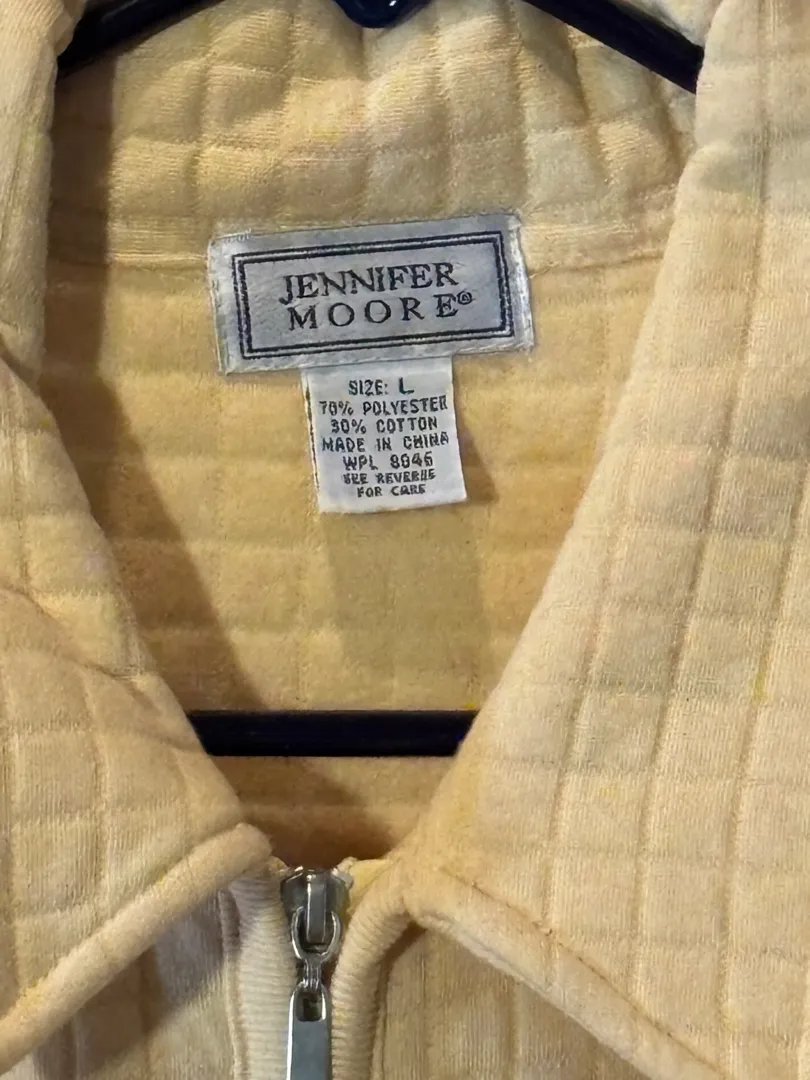 JENNIFER
MOORE®
SIZE: L
70% POLYESTER
30% COTTON
MADE IN CHINA
WPL 8046
SEE REVERSE
FOR CARE